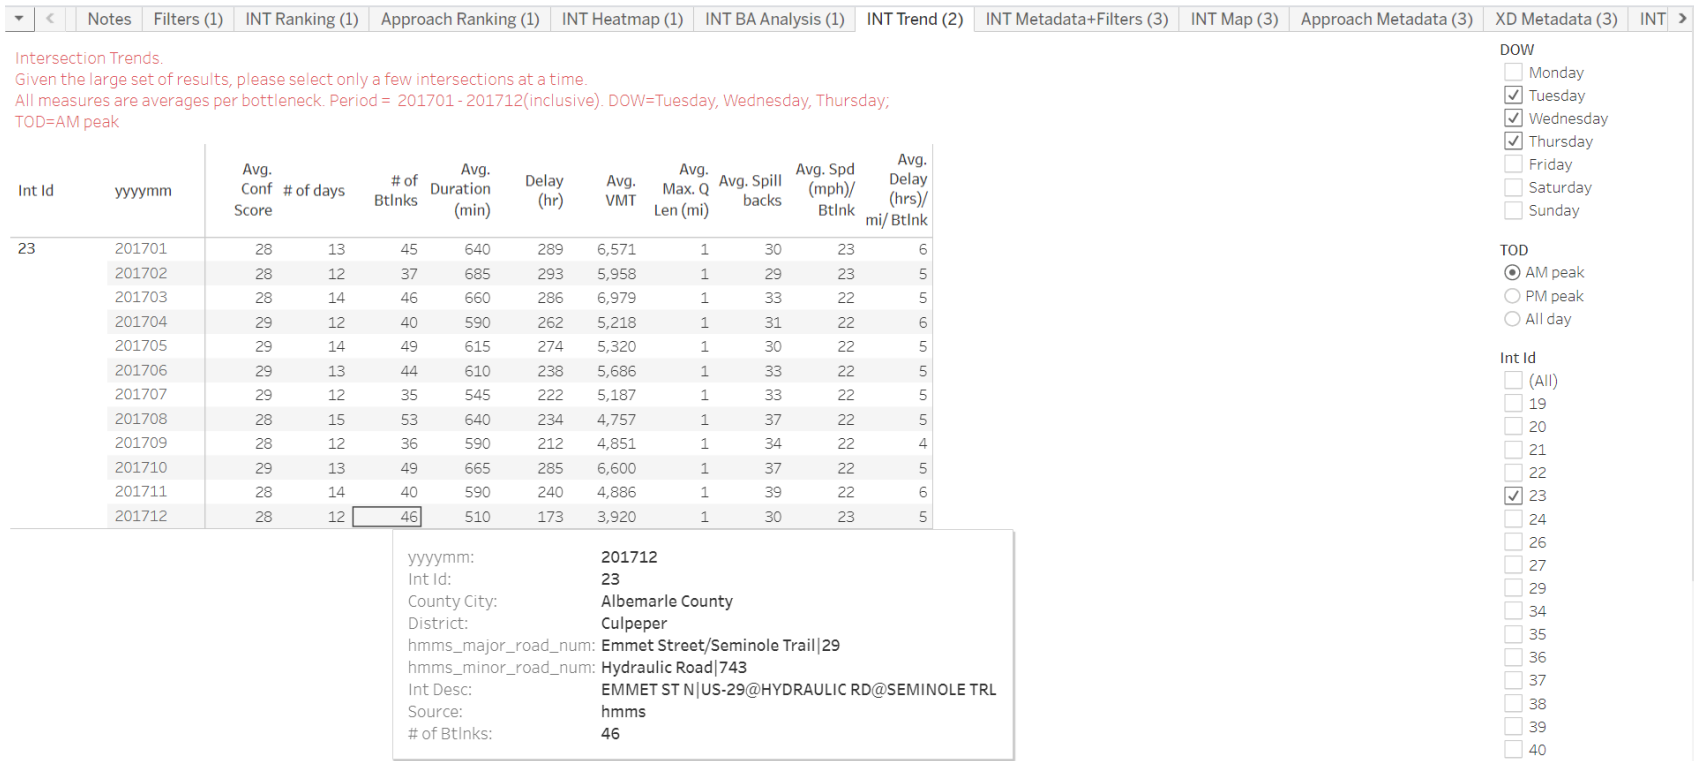 Notes Filters (1) INT Ranking (1) Approach Ranking (1) INT Heatmap (1) INT BA Analysis (1) INT Trend (2) INT Metadata+Filters (3) INT Map (3) Approach Metadata (3) XD Metadata (3) INT
Intersection Trends.
Given the large set of results, please select only a few intersections at a time.
All measures are averages per bottleneck. Period = 201701 - 201712(inclusive). DOW=Tuesday, Wednesday, Thursday;
TOD=AM peak
Int Id yyyymm Avg. Conf Score # of days # of Btlnks Avg. Duration (min) Delay (hr) Avg. VMT Avg. Max. Q Len (mi) Avg. Spill backs Avg. Spd (mph)/ Btlnk Avg. Delay (hrs)/ mi/ Btlnk
23 201701 28 13 45 640 289 6,571 1 30 23 6
201702 28 12 37 685 293 5,958 1 29 23 5
201703 28 14 46 660 286 6,979 1 33 22 5
201704 29 12 40 590 262 5,218 1 31 22 6
201705 29 14 49 615 274 5,320 1 30 22 5
201706 29 13 44 610 238 5,686 1 33 22 5
201707 29 12 35 545 222 5,187 1 33 22 5
201708 28 15 53 640 234 4,757 1 37 22 5
201709 28 12 36 590 212 4,851 1 34 22 4
201710 29 13 49 665 285 6,600 1 37 22 5
201711 28 14 40 590 240 4,886 1 39 22 6
201712 28 12 46 510 173 3,920 1 30 23 5
yyyymm: 201712
Int Id: 23
County City: Albemarle County
District: Culpeper
hmms_major_road_num: Emmet Street/Seminole Trail|29
hmms_minor_road_num: Hydraulic Road|743
Int Desc: EMMET ST N|US-29@HYDRAULIC RD@SEMINOLE TRL
Source: hmms
# of Btlnks: 46
DOW
Monday
Tuesday
Wednesday
Thursday
Friday
Saturday
Sunday
TOD
AM peak
PM peak
All day
Int Id
(All)
19
20
21
22
23
24
26
27
29
34
35
36
37
38
39
40